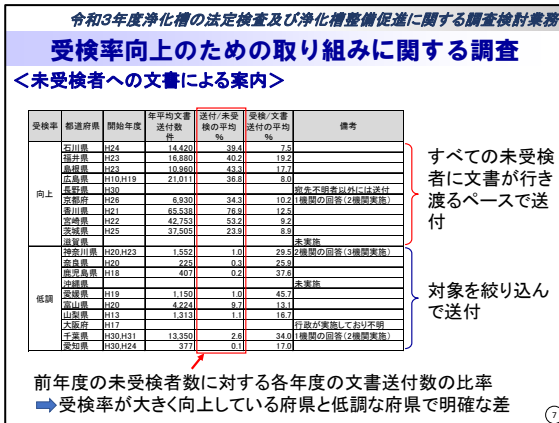 令和３年度浄化槽の法定検査及び浄化槽整備促進に関する調査検討業務
受検率向上のための取り組みに関する調査
＜未受検者への文書による案内＞
受検率 都道府県 開始年度 年平均文書送付数 件 送付/未受検の平均 % 受検/文書送付の平均 % 備考
向上
石川県 H24 14,420 39.4 7.5
福井県 H23 16,880 40.2 19.2
島根県 H23 10,960 43.3 17.7
広島県 H10,H19 21,011 36.8 8.0
長野県 H30 宛先不明者以外には送付
京都府 H26 6,930 34.3 10.2 1機関の回答(2機関実施)
香川県 H21 65,538 76.9 12.5
宮崎県 H22 42,753 53.2 9.2
茨城県 H25 37,505 23.9 8.9
滋賀県 未実施
低調
神奈川県 H20,H23 1,552 1.0 29.5 2機関の回答(3機関実施)
奈良県 H20 225 0.3 25.9
鹿児島県 H18 407 0.2 37.6
沖縄県 未実施
愛媛県 H19 1,150 1.0 45.7
富山県 H20 4,224 9.7 13.1
山梨県 H13 1,313 1.1 16.7
大阪府 H17 行政が実施しており不明
千葉県 H30,H31 13,350 2.6 34.0 1機関の回答(2機関実施)
愛知県 H30,H24 377 0.1 17.0
すべての未受検
者に文書が行き
渡るペースで送
付
対象を絞り込ん
で送付
前年度の未受検者数に対する各年度の文書送付数の比率
➡受検率が大きく向上している府県と低調な府県で明確な差
7